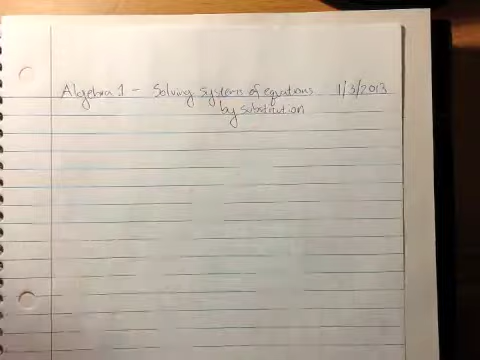 Algebra 1 - Solving systems of equations 1/3/2013
by substitution